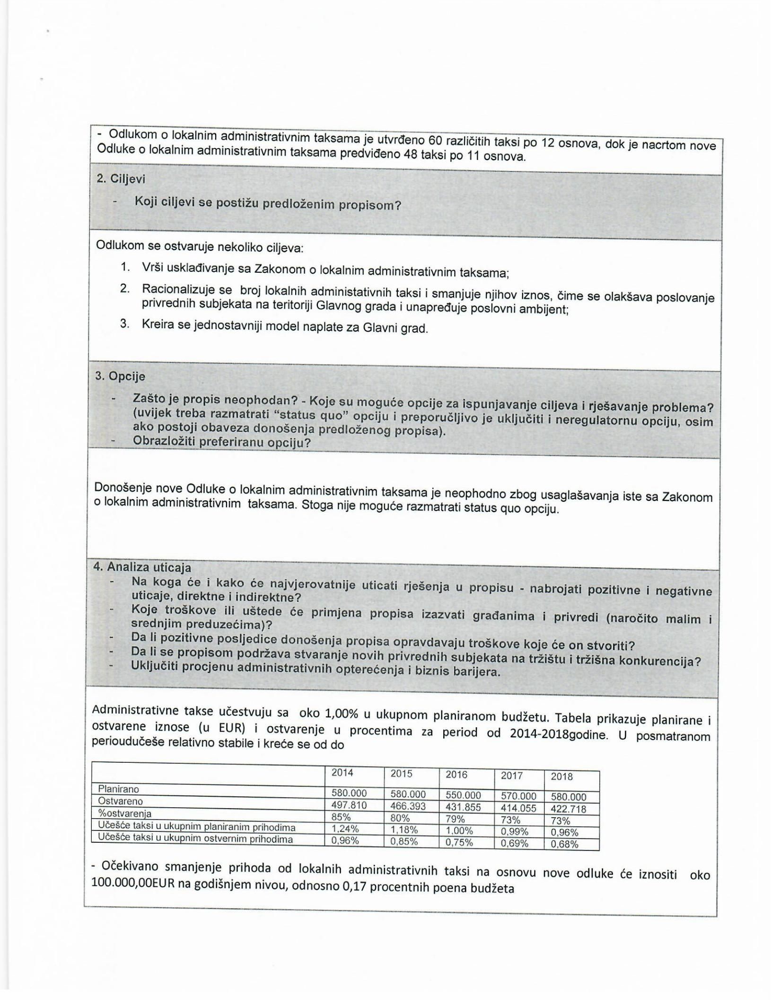 - Odlukom o lokalnim administrativnim taksama je utvrđeno 60 različitih taksi po 12 osnova, dok je nacrtom nove
Odluke o lokalnim administrativnim taksama predviđeno 48 taksi po 11 osnova.
2. Ciljevi
- Koji ciljevi se postižu predloženim propisom?
Odlukom se ostvaruje nekoliko ciljeva:
1. Vrši usklađivanje sa Zakonom o lokalnim administrativnim taksama;
2. Racionalizuje se broj lokalnih administativnih taksi i smanjuje njihov iznos, čime se olakšava poslovanje
privrednih subjekata na teritoriji Glavnog grada i unapređuje poslovni ambijent;
3. Kreira se jednostavniji model naplate za Glavni grad.
3. Opcije
- Zašto je propis neophodan? - Koje su moguće opcije za ispunjavanje ciljeva i rješavanje problema?
(uvijek treba razmatrati “status quo” opciju i preporučljivo je uključiti i neregulatornu opciju, osim
ako postoji obaveza donošenja predloženog propisa).
- Obrazložiti preferiranu opciju?
Donošenje nove Odluke o lokalnim administrativnim taksama je neophodno zbog usaglašavanja iste sa Zakonom
o lokalnim administrativnim taksama. Stoga nije moguće razmatrati status quo opciju.
4. Analiza uticaja
- Na koga će i kako će najvjerovatnije uticati rješenja u propisu - nabrojati pozitivne i negativne
uticaje, direktne i indirektne?
- Koje troškove ili uštede će primjena propisa izazvati građanima i privredi (naročito malim i
srednjim preduzećima)?
- Da li pozitivne posljedice donošenja propisa opravdavaju troškove koje će on stvoriti?
- Da li se propisom podržava stvaranje novih privrednih subjekata na tržištu i tržišna konkurencija?
- Uključiti procjenu administrativnih opterećenja i biznis barijera.
Administrativne takse učestvuju sa oko 1,00% u ukupnom planiranom budžetu. Tabela prikazuje planirane i
ostvarene iznose (u EUR) i ostvarenje u procentima za period od 2014-2018godine. U posmatranom
perioudučeše relativno stabile i kreće se od do
2014 2015 2016 2017 2018
Planirano 580.000 580.000 550.000 570.000 580.000
Ostvareno 497.810 466.393 431.855 414.055 422.718
%ostvarenja 85% 80% 79% 73% 73%
Učešće taksi u ukupnim planiranim prihodima 1,24% 1,18% 1,00% 0,99% 0,96%
Učešće taksi u ukupnim ostvernim prihodima 0,96% 0,85% 0,75% 0,69% 0,68%
- Očekivano smanjenje prihoda od lokalnih administrativnih taksi na osnovu nove odluke će iznositi oko
100.000,00EUR na godišnjem nivou, odnosno 0,17 procentnih poena budžeta